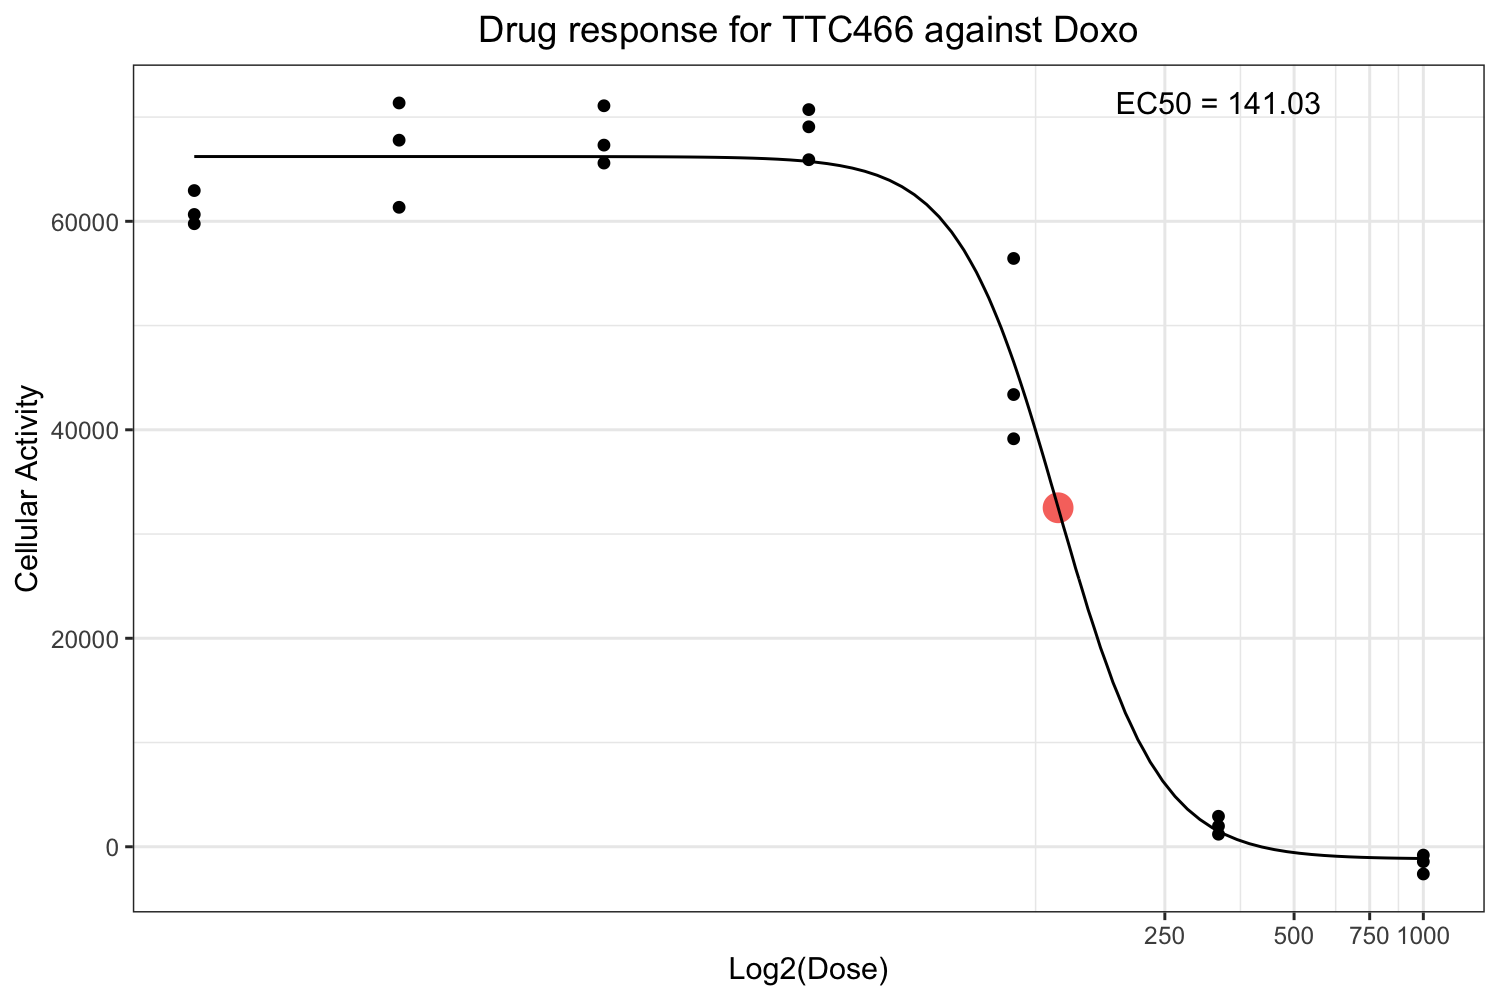 Drug response for TTC466 against Doxo
EC50 = 141.03
60000
40000
20000
0
Cellular Activity
250 500 750 1000
Log2(Dose)